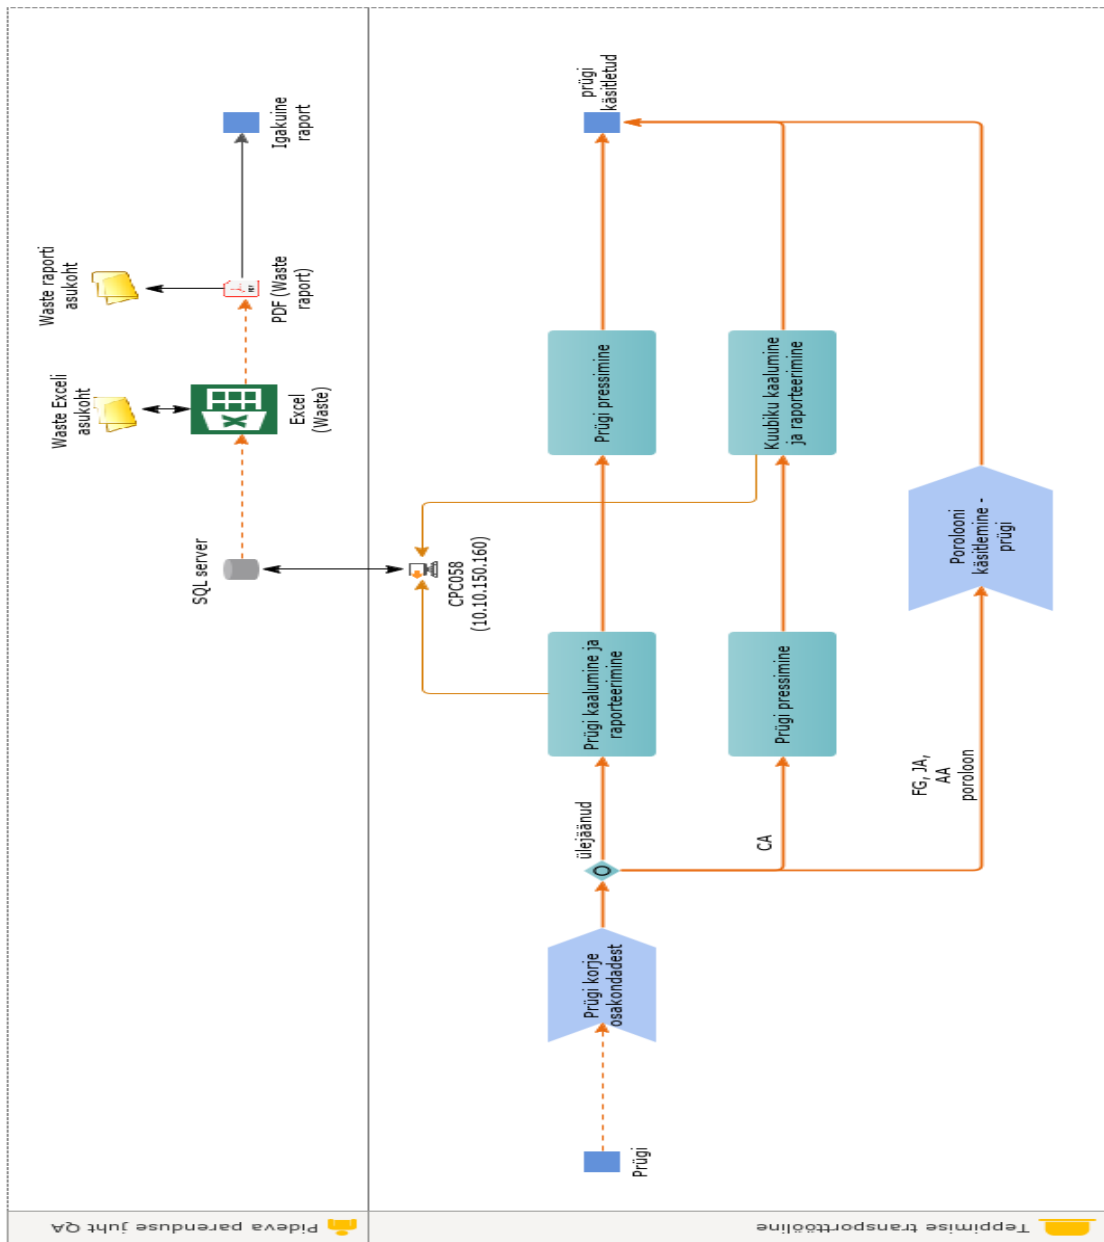 Pideva parenduse juht QA
SQL server
Waste Exceli
asukoht
Excel
(Waste)
Waste raporti
asukoht
PDF (Waste
raport)
Igakuine
raport
Teppimise transporttööline
Prügi
Prügi korje
osakondadest
ülejäänud
CA
FG, JA,
AA
poroloon
Prügi kaalumine ja
raporteerimine
CPC058
(10.10.150.160)
Prügi pressimine
Prügi pressimine
Kuubiku kaalumine
ja raporteerimine
Porolooni
käsitlemine -
prügi
prügi
käsitletud